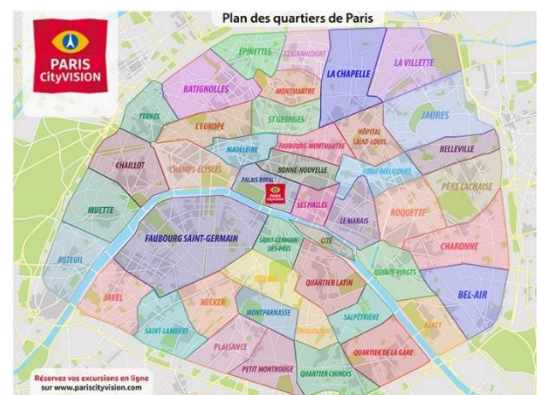 Plan des quartiers de Paris
PARIS
CityVISION
ÉPINETTES
CLIGNANCOURT
LA CHAPELLE
LA VILLETTE
BATIGNOLLES
MONTMARTRE
TERNES
L'EUROPE
ST GEORGES
JAURES
MADELEINE
FAUBOURG-MONTMARTRE
HÔPITAL
SAINT-LOUIS
BELLEVILLE
CHAILLOT
CHAMPS-ELYSÉES
BONNE-NOUVELLE
PALAIS ROYAL
FOLIE-MÉRICOURT
PÈRE LACHAISE
LES HALLES
LE MARAIS
ROQUETTE
MUETTE
FAUBOURG SAINT-GERMAIN
SAINT-GERMAIN
DES-PRÉS
CITÉ
CHARONNE
AUTEUIL
QUARTIER LATIN
QUINZE-VINGTS
BEL-AIR
JAVEL
NECKER
MONTPARNASSE
SALPÊTRIÈRE
BERCY
SAINT-LAMBERT
PLAISANCE
PETIT MONTROUGE
QUARTIER CHINOIS
QUARTIER DE LA GARE
Réservez vos excursions en ligne
sur www.pariscityvision.com